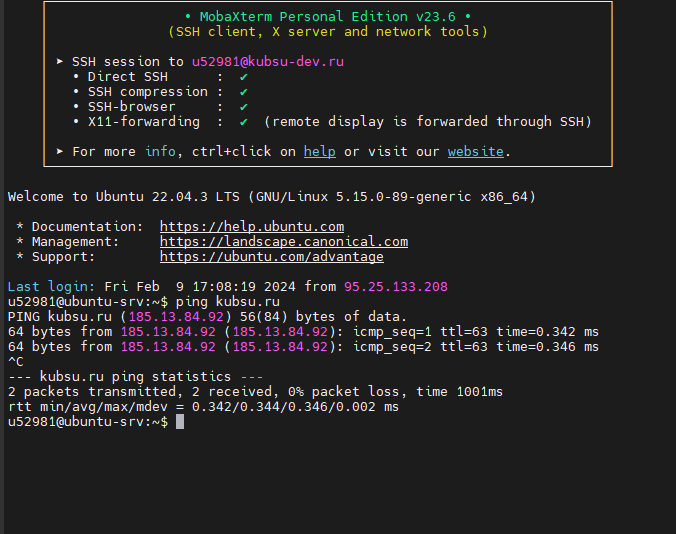 • MobaXterm Personal Edition v23.6 •
(SSH client, X server and network tools)
➤ SSH session to u52981@kubsu-dev.ru
• Direct SSH : ✔
• SSH compression : ✔
• SSH-browser : ✔
• X11-forwarding : ✔ (remote display is forwarded through SSH)
➤ For more info, ctrl+click on help or visit our website.
Welcome to Ubuntu 22.04.3 LTS (GNU/Linux 5.15.0-89-generic x86_64)
* Documentation: https://help.ubuntu.com
* Management: https://landscape.canonical.com
* Support: https://ubuntu.com/advantage
Last login: Fri Feb 9 17:08:19 2024 from 95.25.133.208
u52981@ubuntu-srv:~$ ping kubsu.ru
PING kubsu.ru (185.13.84.92) 56(84) bytes of data.
64 bytes from 185.13.84.92 (185.13.84.92): icmp_seq=1 ttl=63 time=0.342 ms
64 bytes from 185.13.84.92 (185.13.84.92): icmp_seq=2 ttl=63 time=0.346 ms
^C
--- kubsu.ru ping statistics ---
2 packets transmitted, 2 received, 0% packet loss, time 1001ms
rtt min/avg/max/mdev = 0.342/0.344/0.346/0.002 ms
u52981@ubuntu-srv:~$